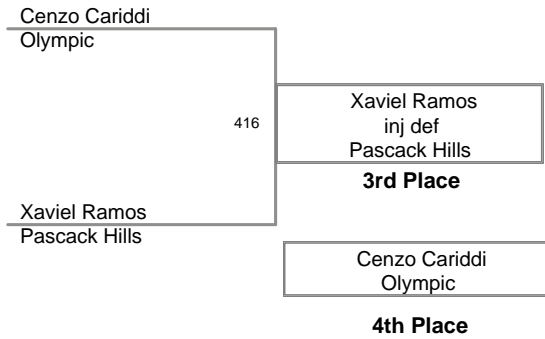 Cenzo Cariddi
Olympic
416
Xaviel Ramos
inj def
Pascack Hills
3rd Place
Xaviel Ramos
Pascack Hills
Cenzo Cariddi
Olympic
4th Place